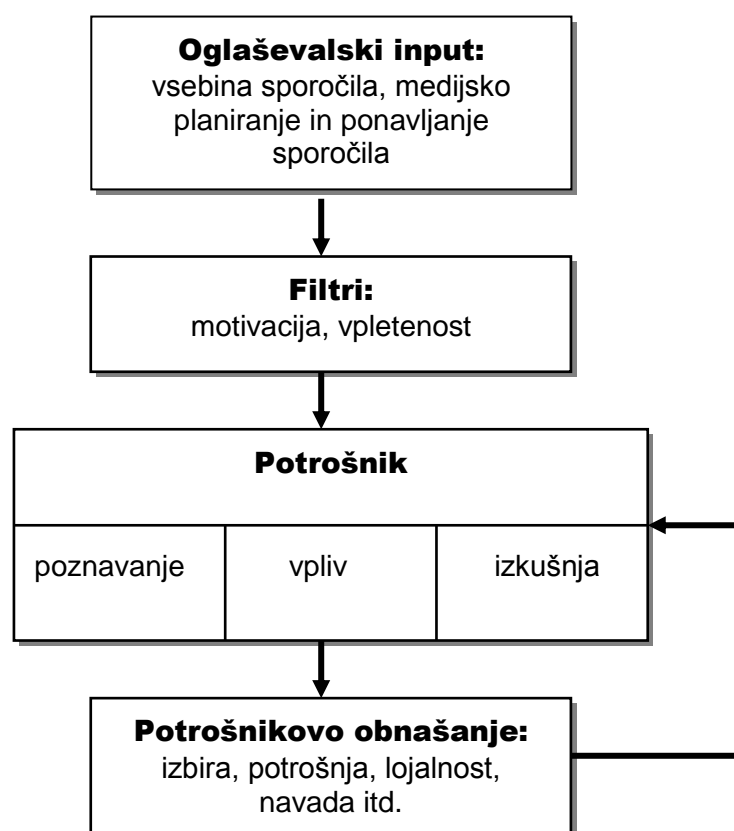 Oglaševalski input:
vsebina sporočila, medijsko
planiranje in ponavljanje
sporočila
Filtri:
motivacija, vpletenost
Potrošnik
poznavanje
vpliv
izkušnja
Potrošnikovo obnašanje:
izbira, potrošnja, lojalnost,
navada itd.